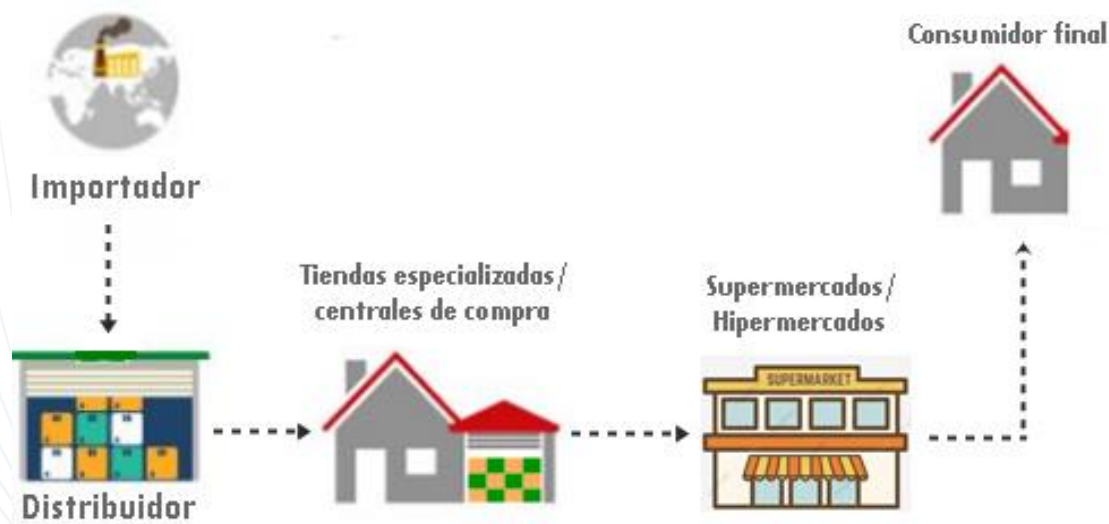 Importador
Distribuidor
Tiendas especializadas/
centrales de compra
Supermercados/
Hipermercados
SUPERMARKET
Consumidor final